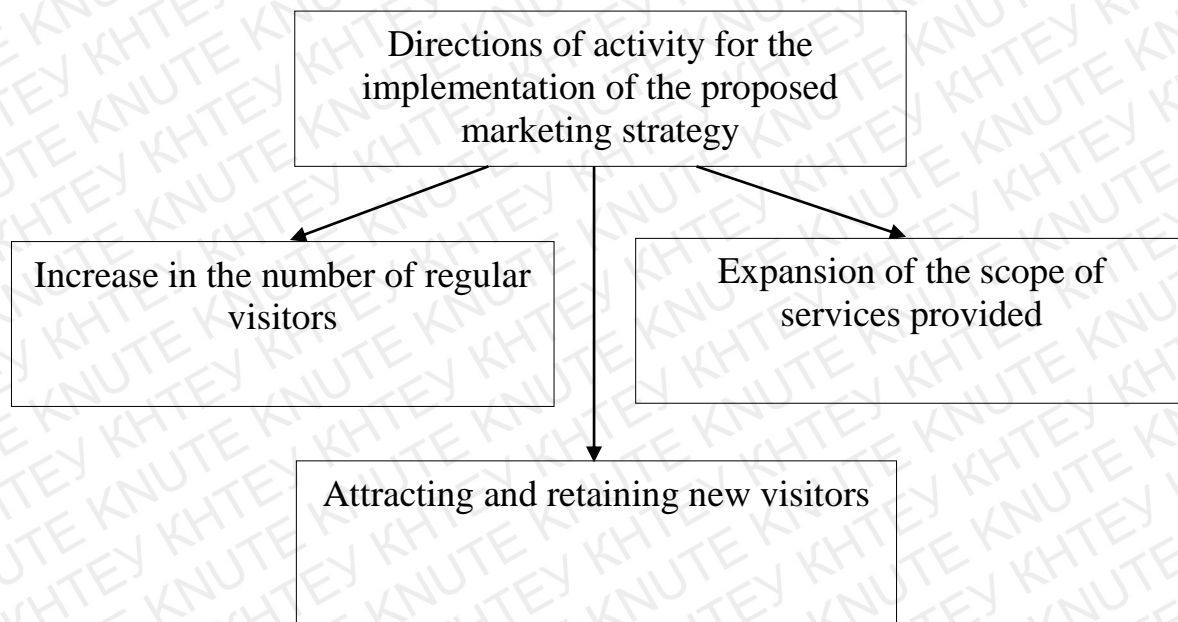 Directions of activity for the
implementation of the proposed
marketing strategy
Increase in the number of regular
visitors
Expansion of the scope of
services provided
Attracting and retaining new visitors